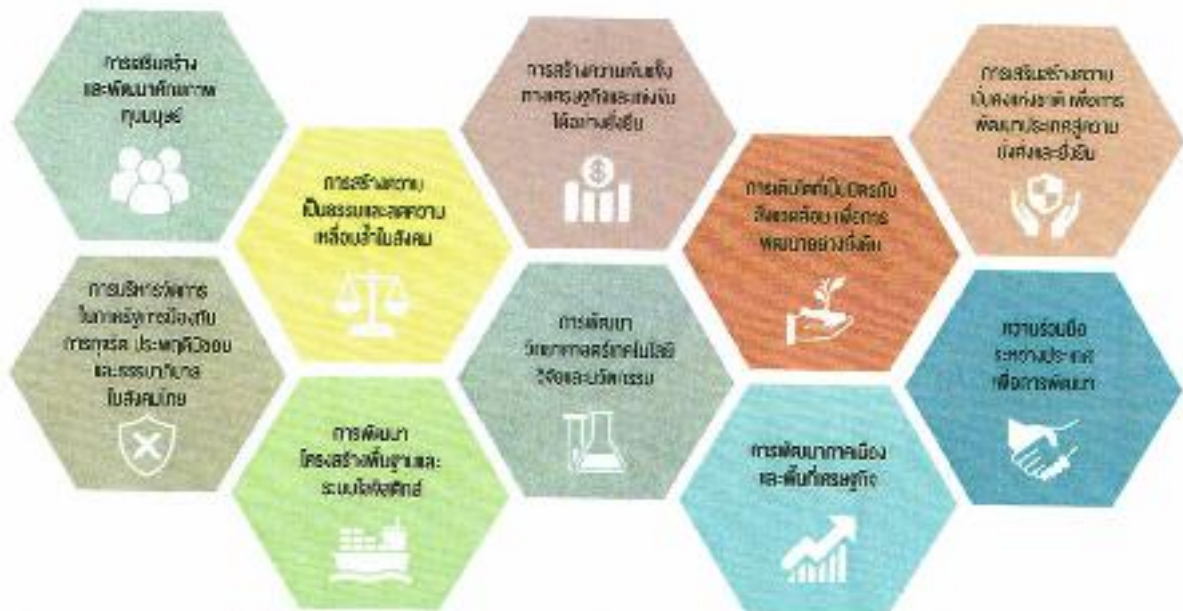 การเสริมสร้าง
และพัฒนาศักยภาพ
ทุนมนุษย์
การสร้างความ
เป็นธรรมและลดความ
เหลื่อมล้ำในสังคม
การสร้างความเข้มแข็ง
ทางเศรษฐกิจและแข่งขัน
ได้อย่างยั่งยืน
การเติบโตที่เป็นมิตรกับ
สิ่งแวดล้อมเพื่อการ
พัฒนาอย่างยั่งยืน
การเสริมสร้างความ
มั่นคงแห่งชาติ เพื่อการ
พัฒนาประเทศสู่ความ
มั่งคั่งและยั่งยืน
การบริหารจัดการ
ในภาครัฐการป้องกัน
การทุจริต ประพฤติมิชอบ
และธรรมาภิบาล
ในสังคมไทย
การพัฒนา
โครงสร้างพื้นฐานและ
ระบบโลจิสติกส์
การพัฒนา
วิทยาศาสตร์เทคโนโลยี
วิจัยและนวัตกรรม
การพัฒนาภาคเมือง
และพื้นที่เศรษฐกิจ
ความร่วมมือ
ระหว่างประเทศ
เพื่อการพัฒนา